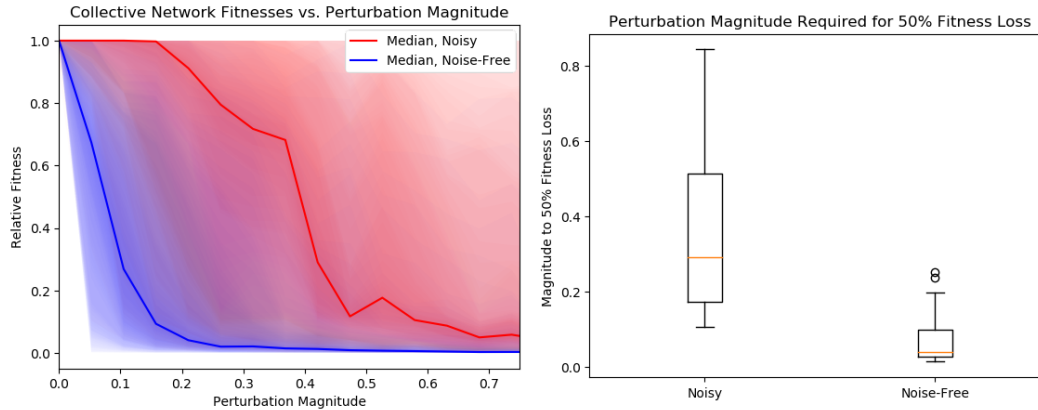 Collective Network Fitnesses vs. Perturbation Magnitude
Relative Fitness
1.0
0.8
0.6
0.4
0.2
0.0
Median, Noisy
Median, Noise-Free
0.0 0.1 0.2 0.3 0.4 0.5 0.6 0.7
Perturbation Magnitude
Perturbation Magnitude Required for 50% Fitness Loss
Magnitude to 50% Fitness Loss
0.8
0.6
0.4
0.2
0.0
Noisy Noise-Free